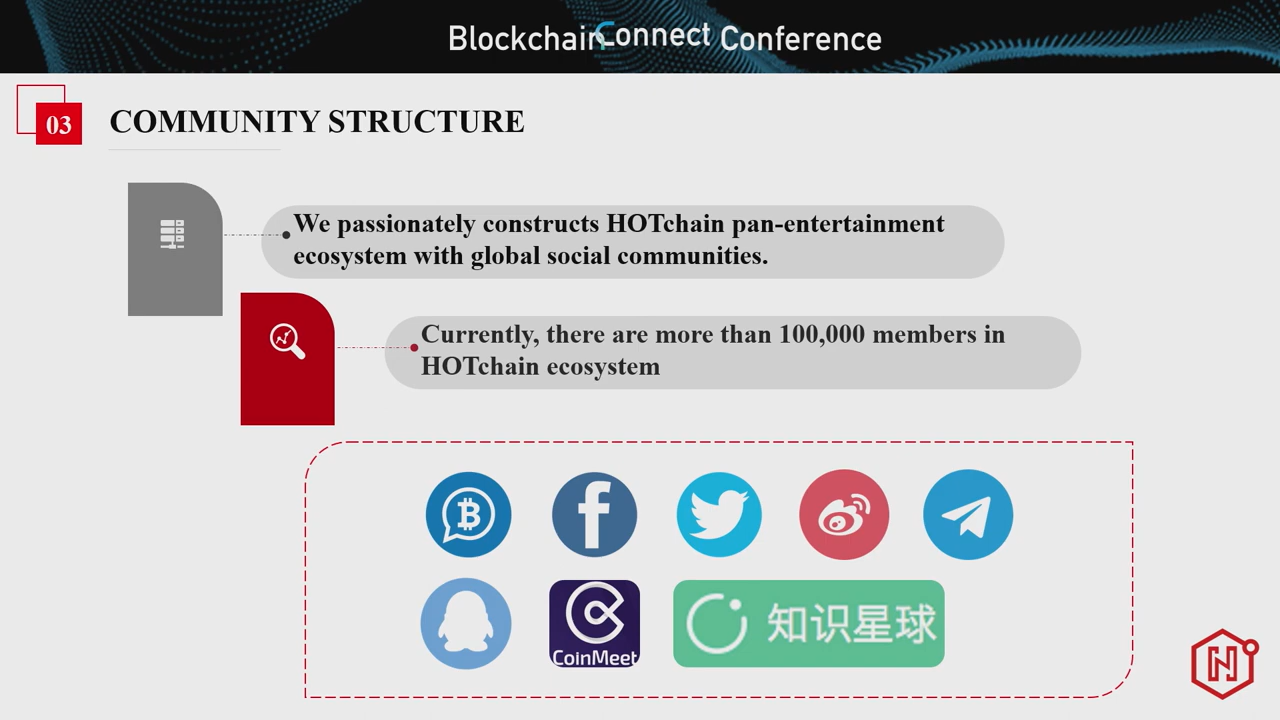 Blockchain Connect Conference
03
COMMUNITY STRUCTURE
We passionately constructs HOTchain pan-entertainment
ecosystem with global social communities.
Currently, there are more than 100,000 members in
HOTchain ecosystem
CoinMeet
知识星球